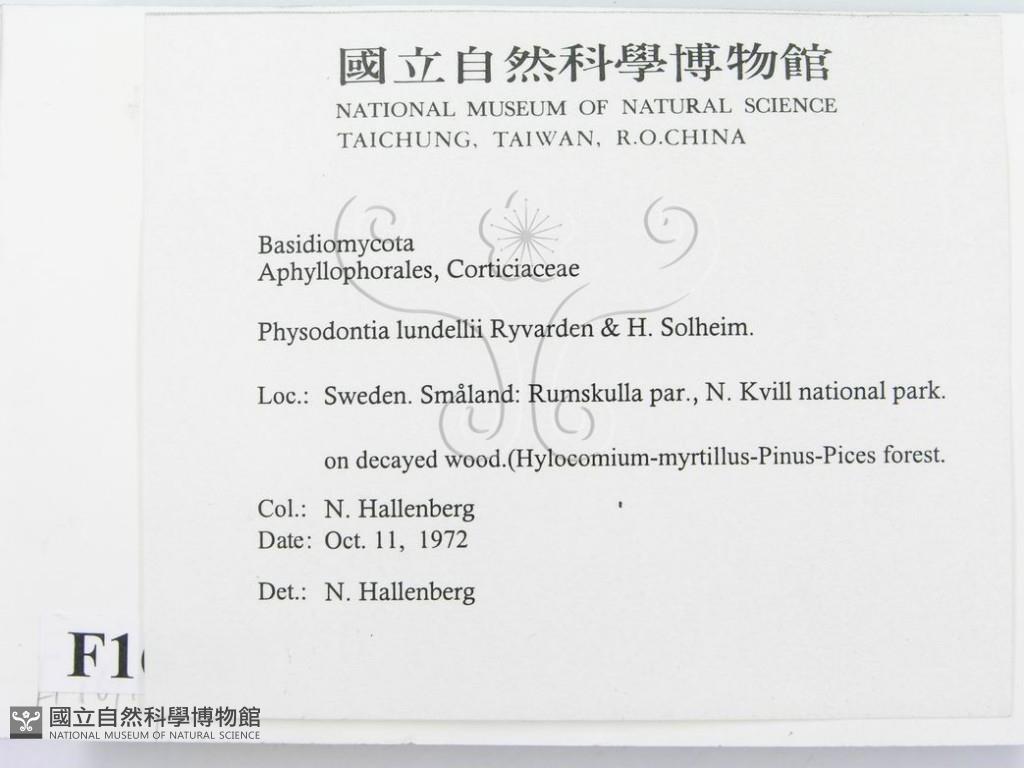 國立自然科學博物館
NATIONAL MUSEUM OF NATURAL SCIENCE
TAICHUNG, TAIWAN, R.O.CHINA
Basidiomycota
Aphyllophorales, Corticiaceae
Physodontia lundellii Ryvarden & H. Solheim.
Loc.: Sweden. Småland: Rumskulla par., N. Kvill national park.
on decayed wood.(Hylocomium-myrtillus-Pinus-Pices forest.
Col.: N. Hallenberg
Date: Oct. 11, 1972
Det.: N. Hallenberg
F1
國立自然科學博物館
NATIONAL MUSEUM OF NATURAL SCIENCE